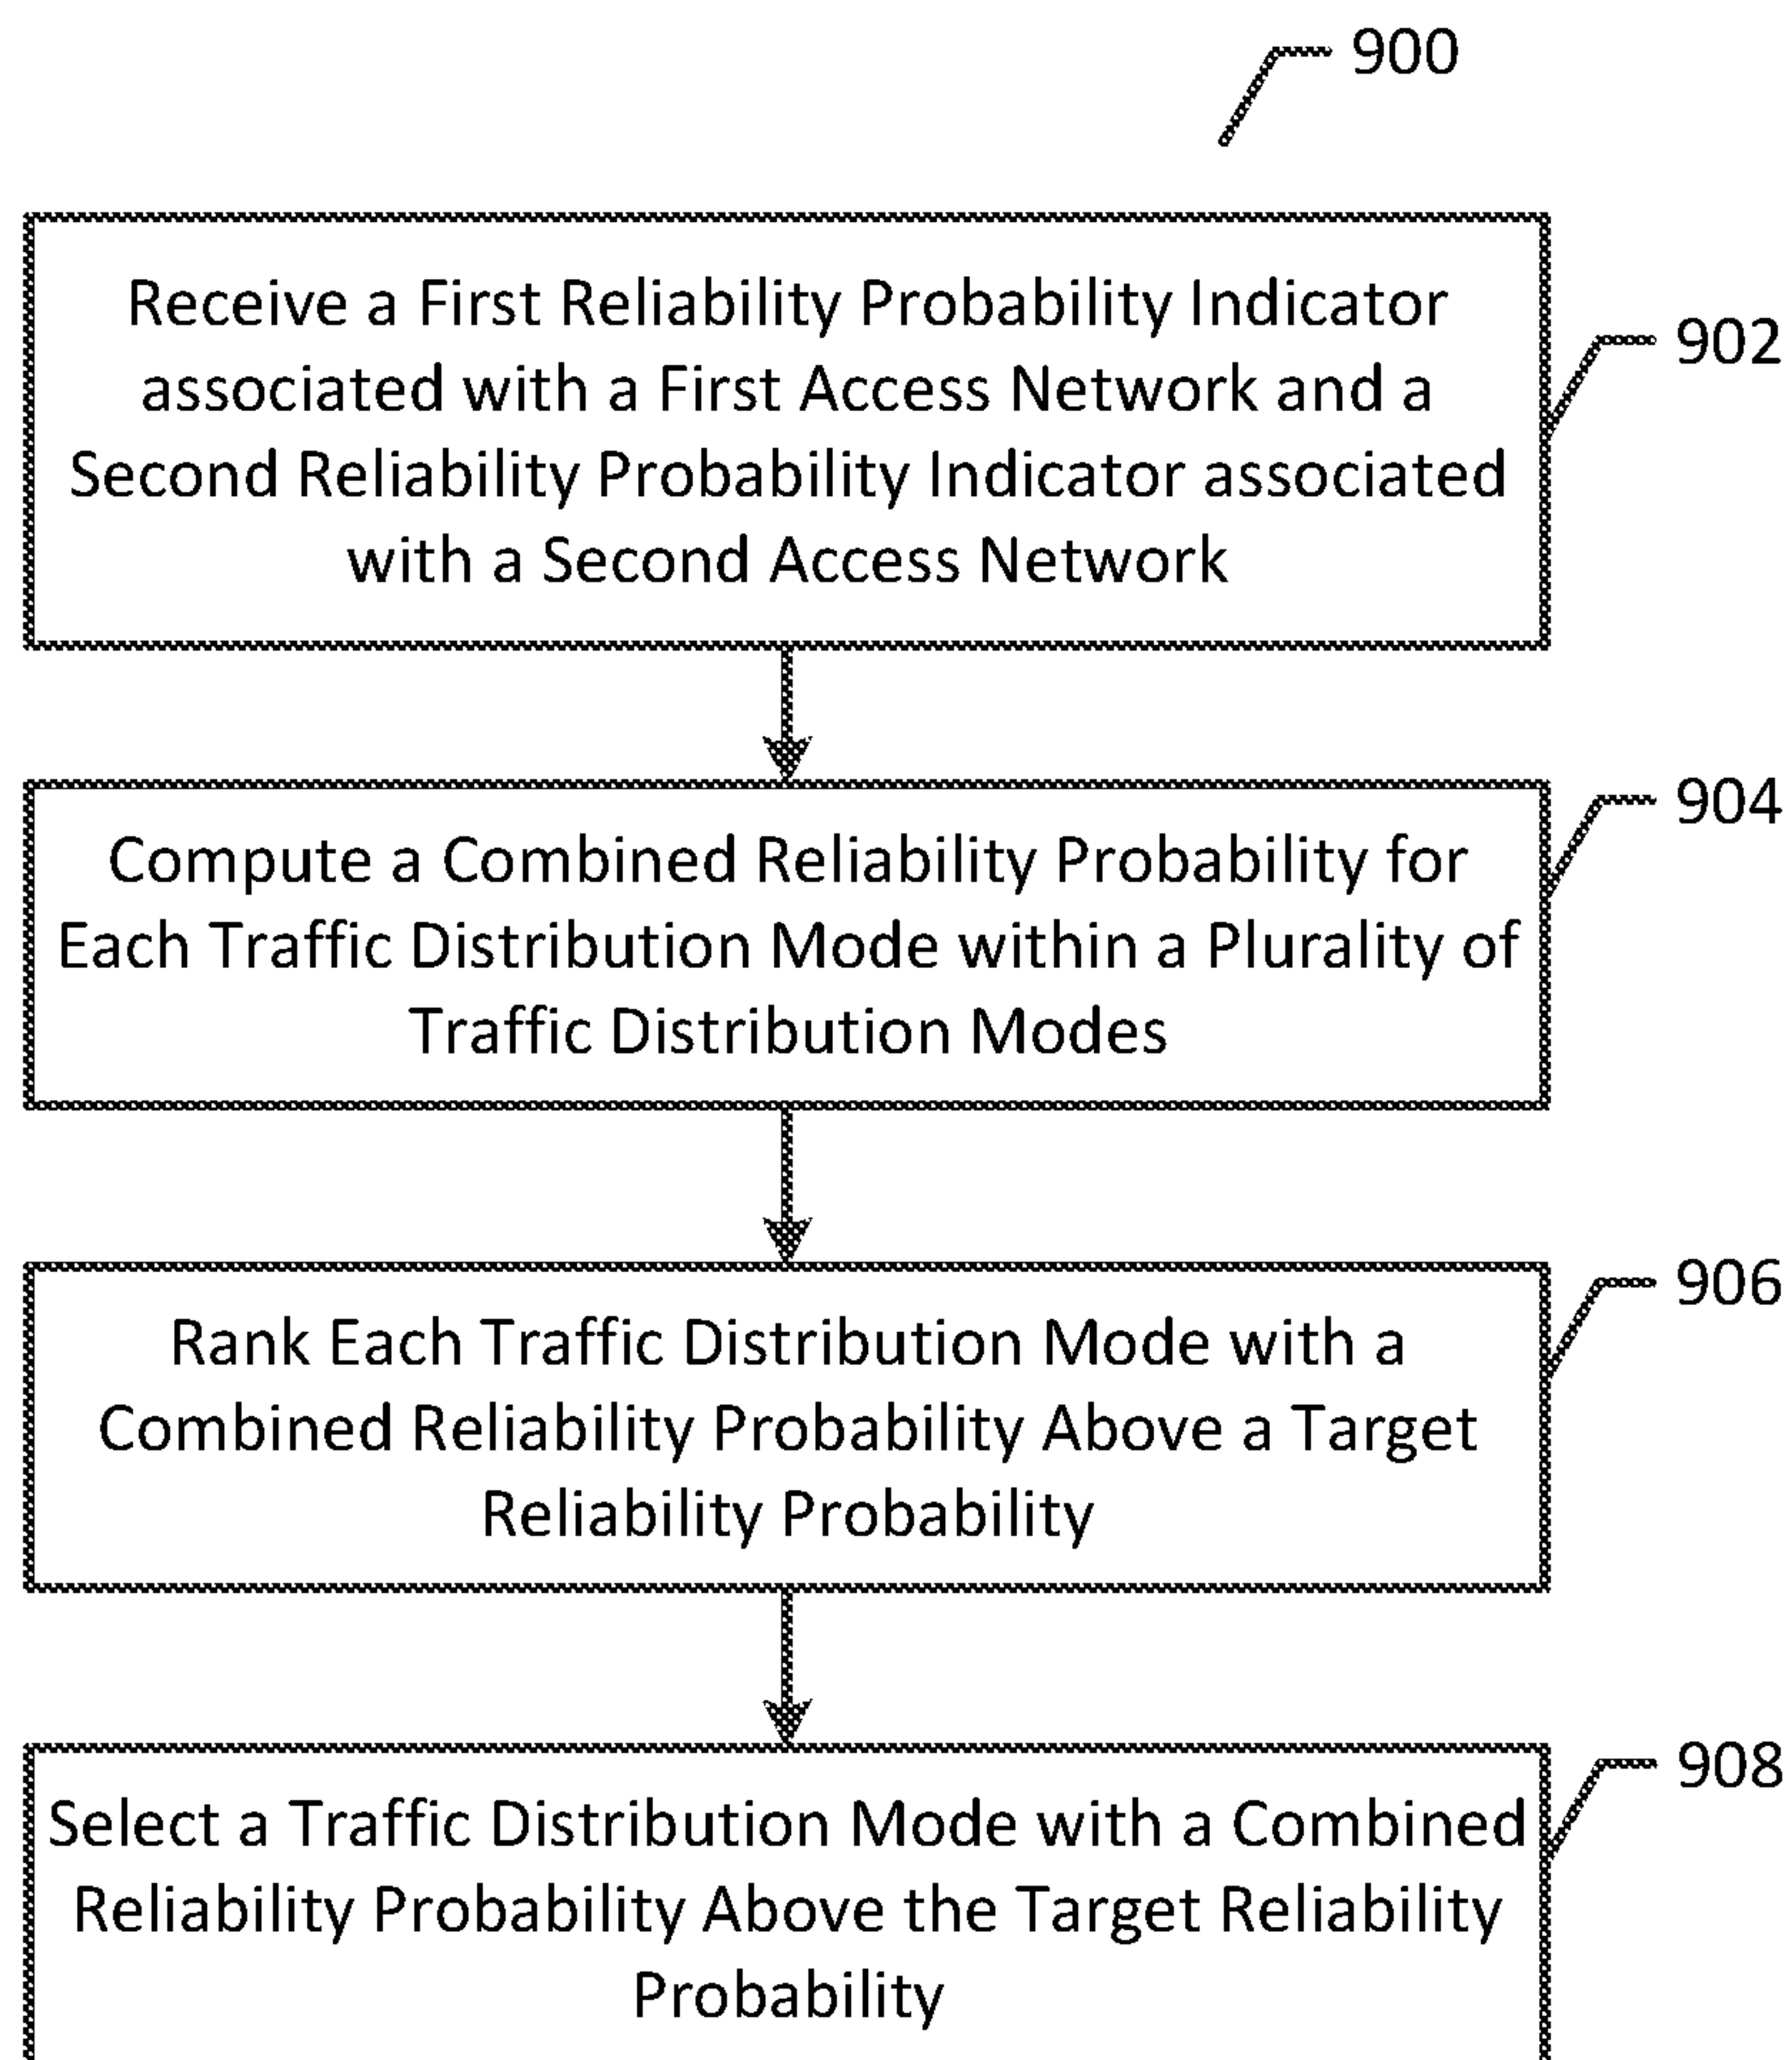 900
Receive a First Reliability Probability Indicator
associated with a First Access Network and a
Second Reliability Probability Indicator associated
with a Second Access Network
902
Compute a Combined Reliability Probability for
Each Traffic Distribution Mode within a Plurality of
Traffic Distribution Modes
904
Rank Each Traffic Distribution Mode with a
Combined Reliability Probability Above a Target
Reliability Probability
906
Select a Traffic Distribution Mode with a Combined
Reliability Probability Above the Target Reliability
Probability
908